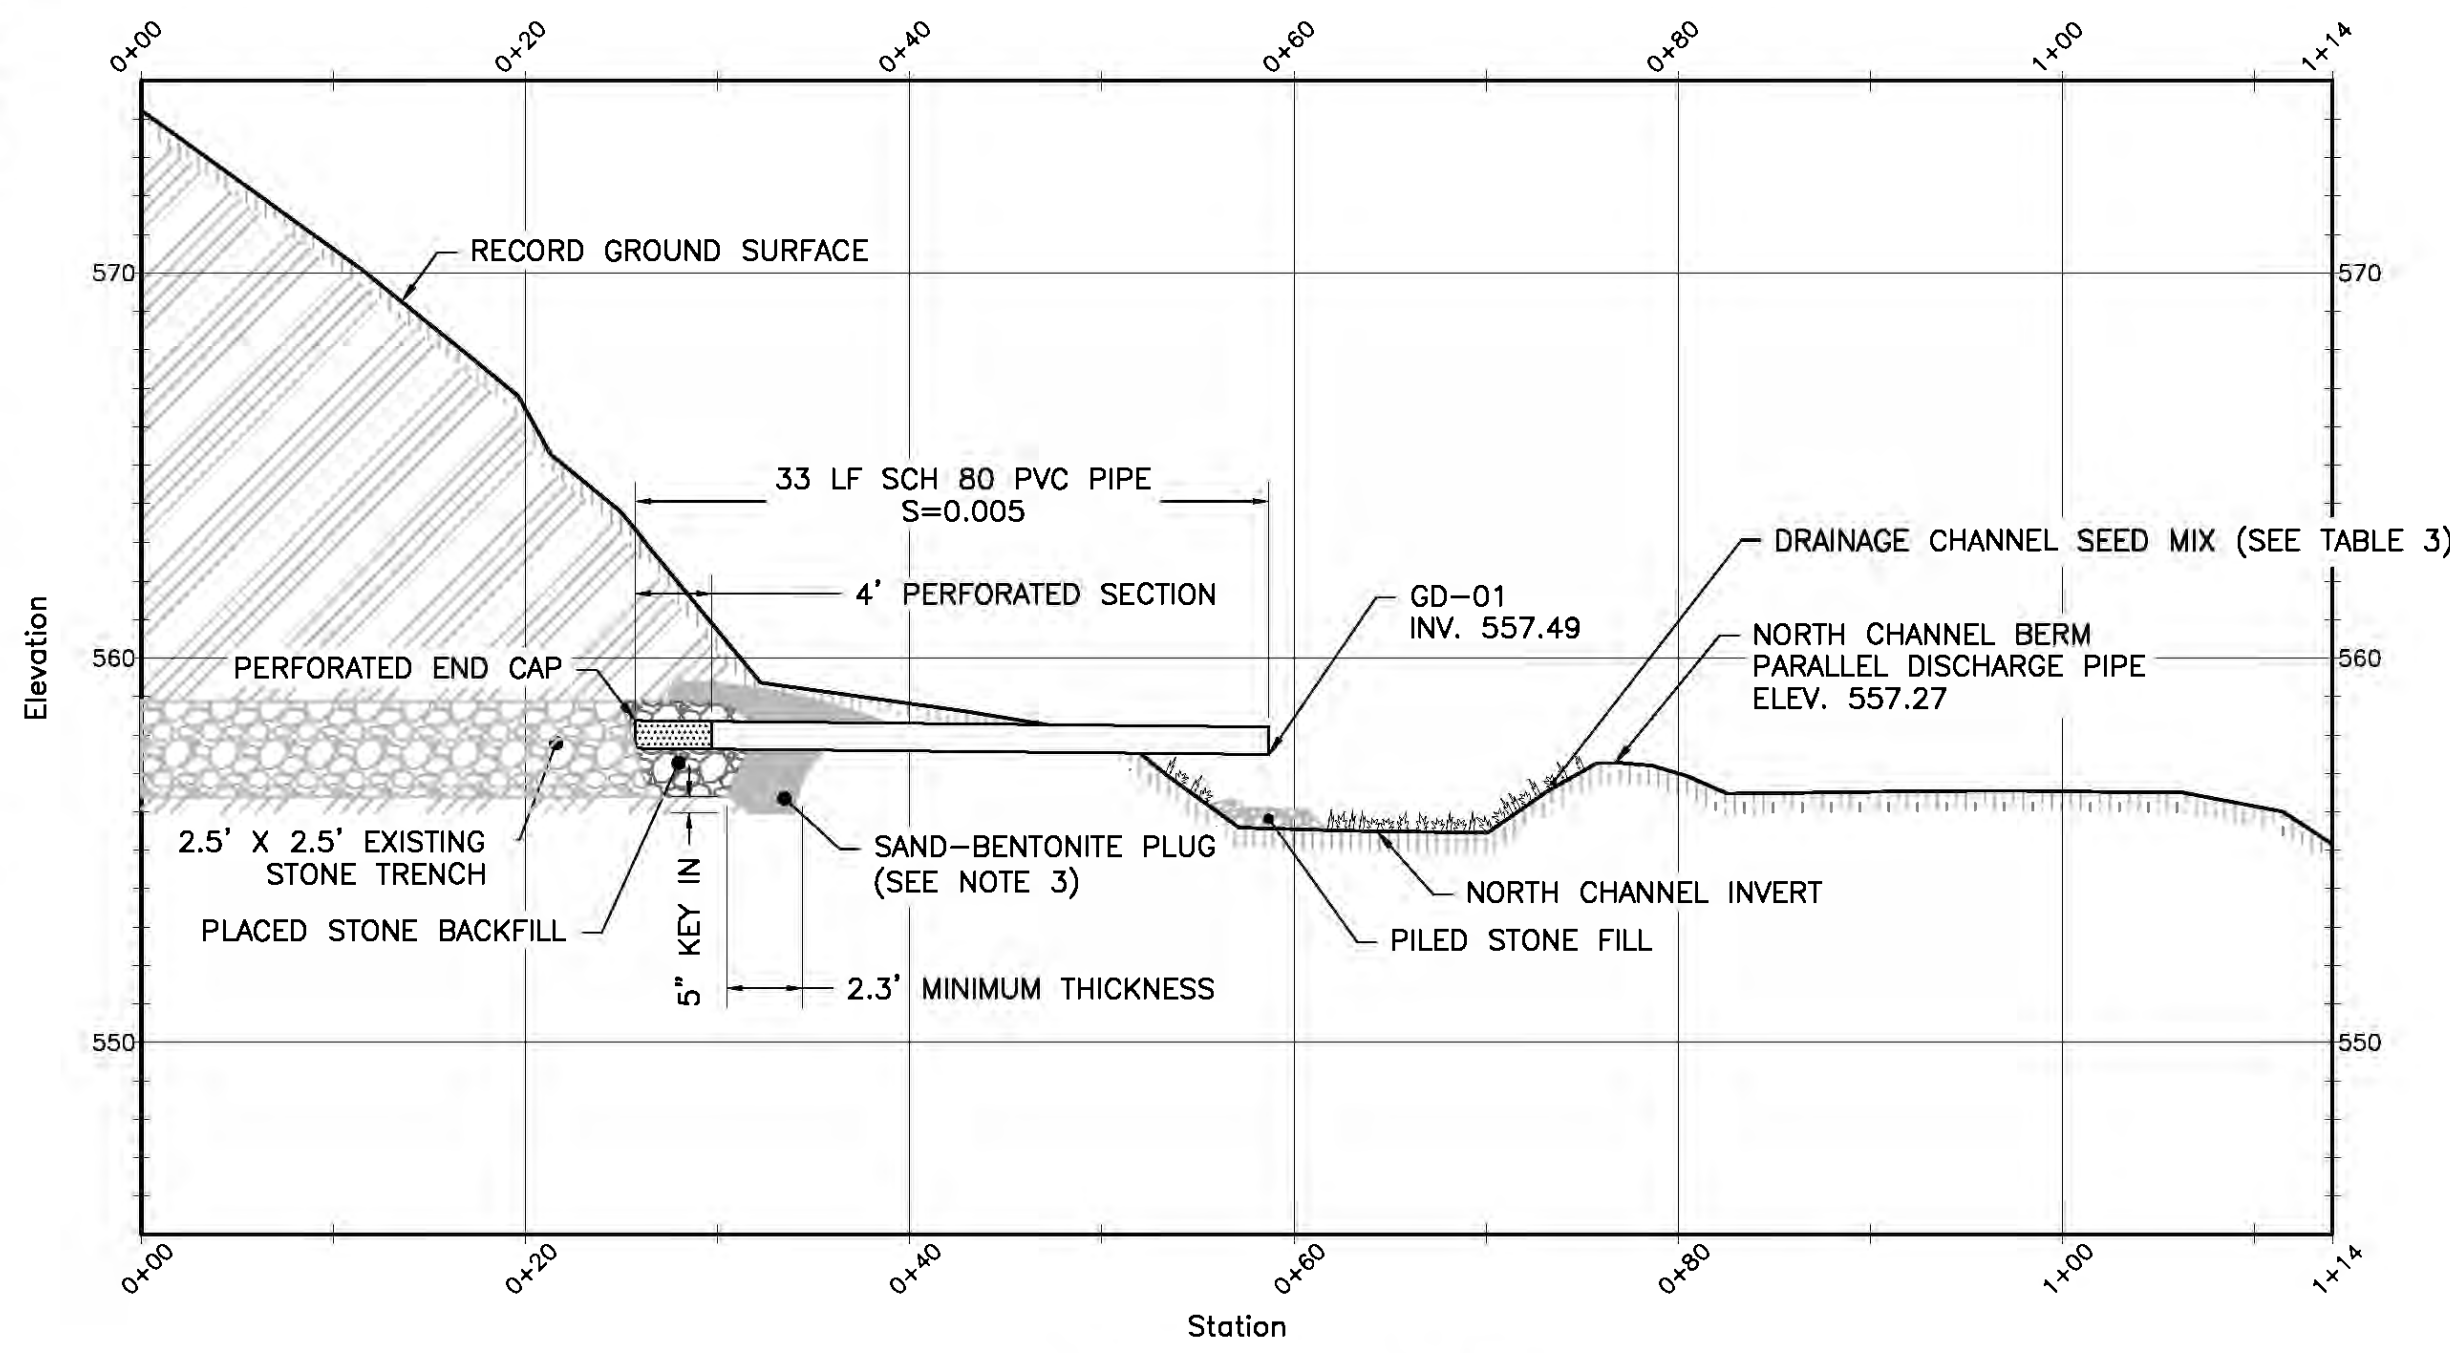 0+00
0+20
0+40
0+60
0+80
1+00
1+14
RECORD GROUND SURFACE
570
570
33 LF SCH 80 PVC PIPE
S=0.005
DRAINAGE CHANNEL SEED MIX (SEE TABLE 3)
4' PERFORATED SECTION
GD-01
INV. 557.49
NORTH CHANNEL BERM
PARALLEL DISCHARGE PIPE
ELEV. 557.27
560
560
PERFORATED END CAP
Elevation
2.5' X 2.5' EXISTING
STONE TRENCH
SAND-BENTONITE PLUG
(SEE NOTE 3)
NORTH CHANNEL INVERT
PLACED STONE BACKFILL
5" KEY IN
PILED STONE FILL
2.3' MINIMUM THICKNESS
550
550
0+00
0+20
0+40
0+60
0+80
1+00
1+14
Station